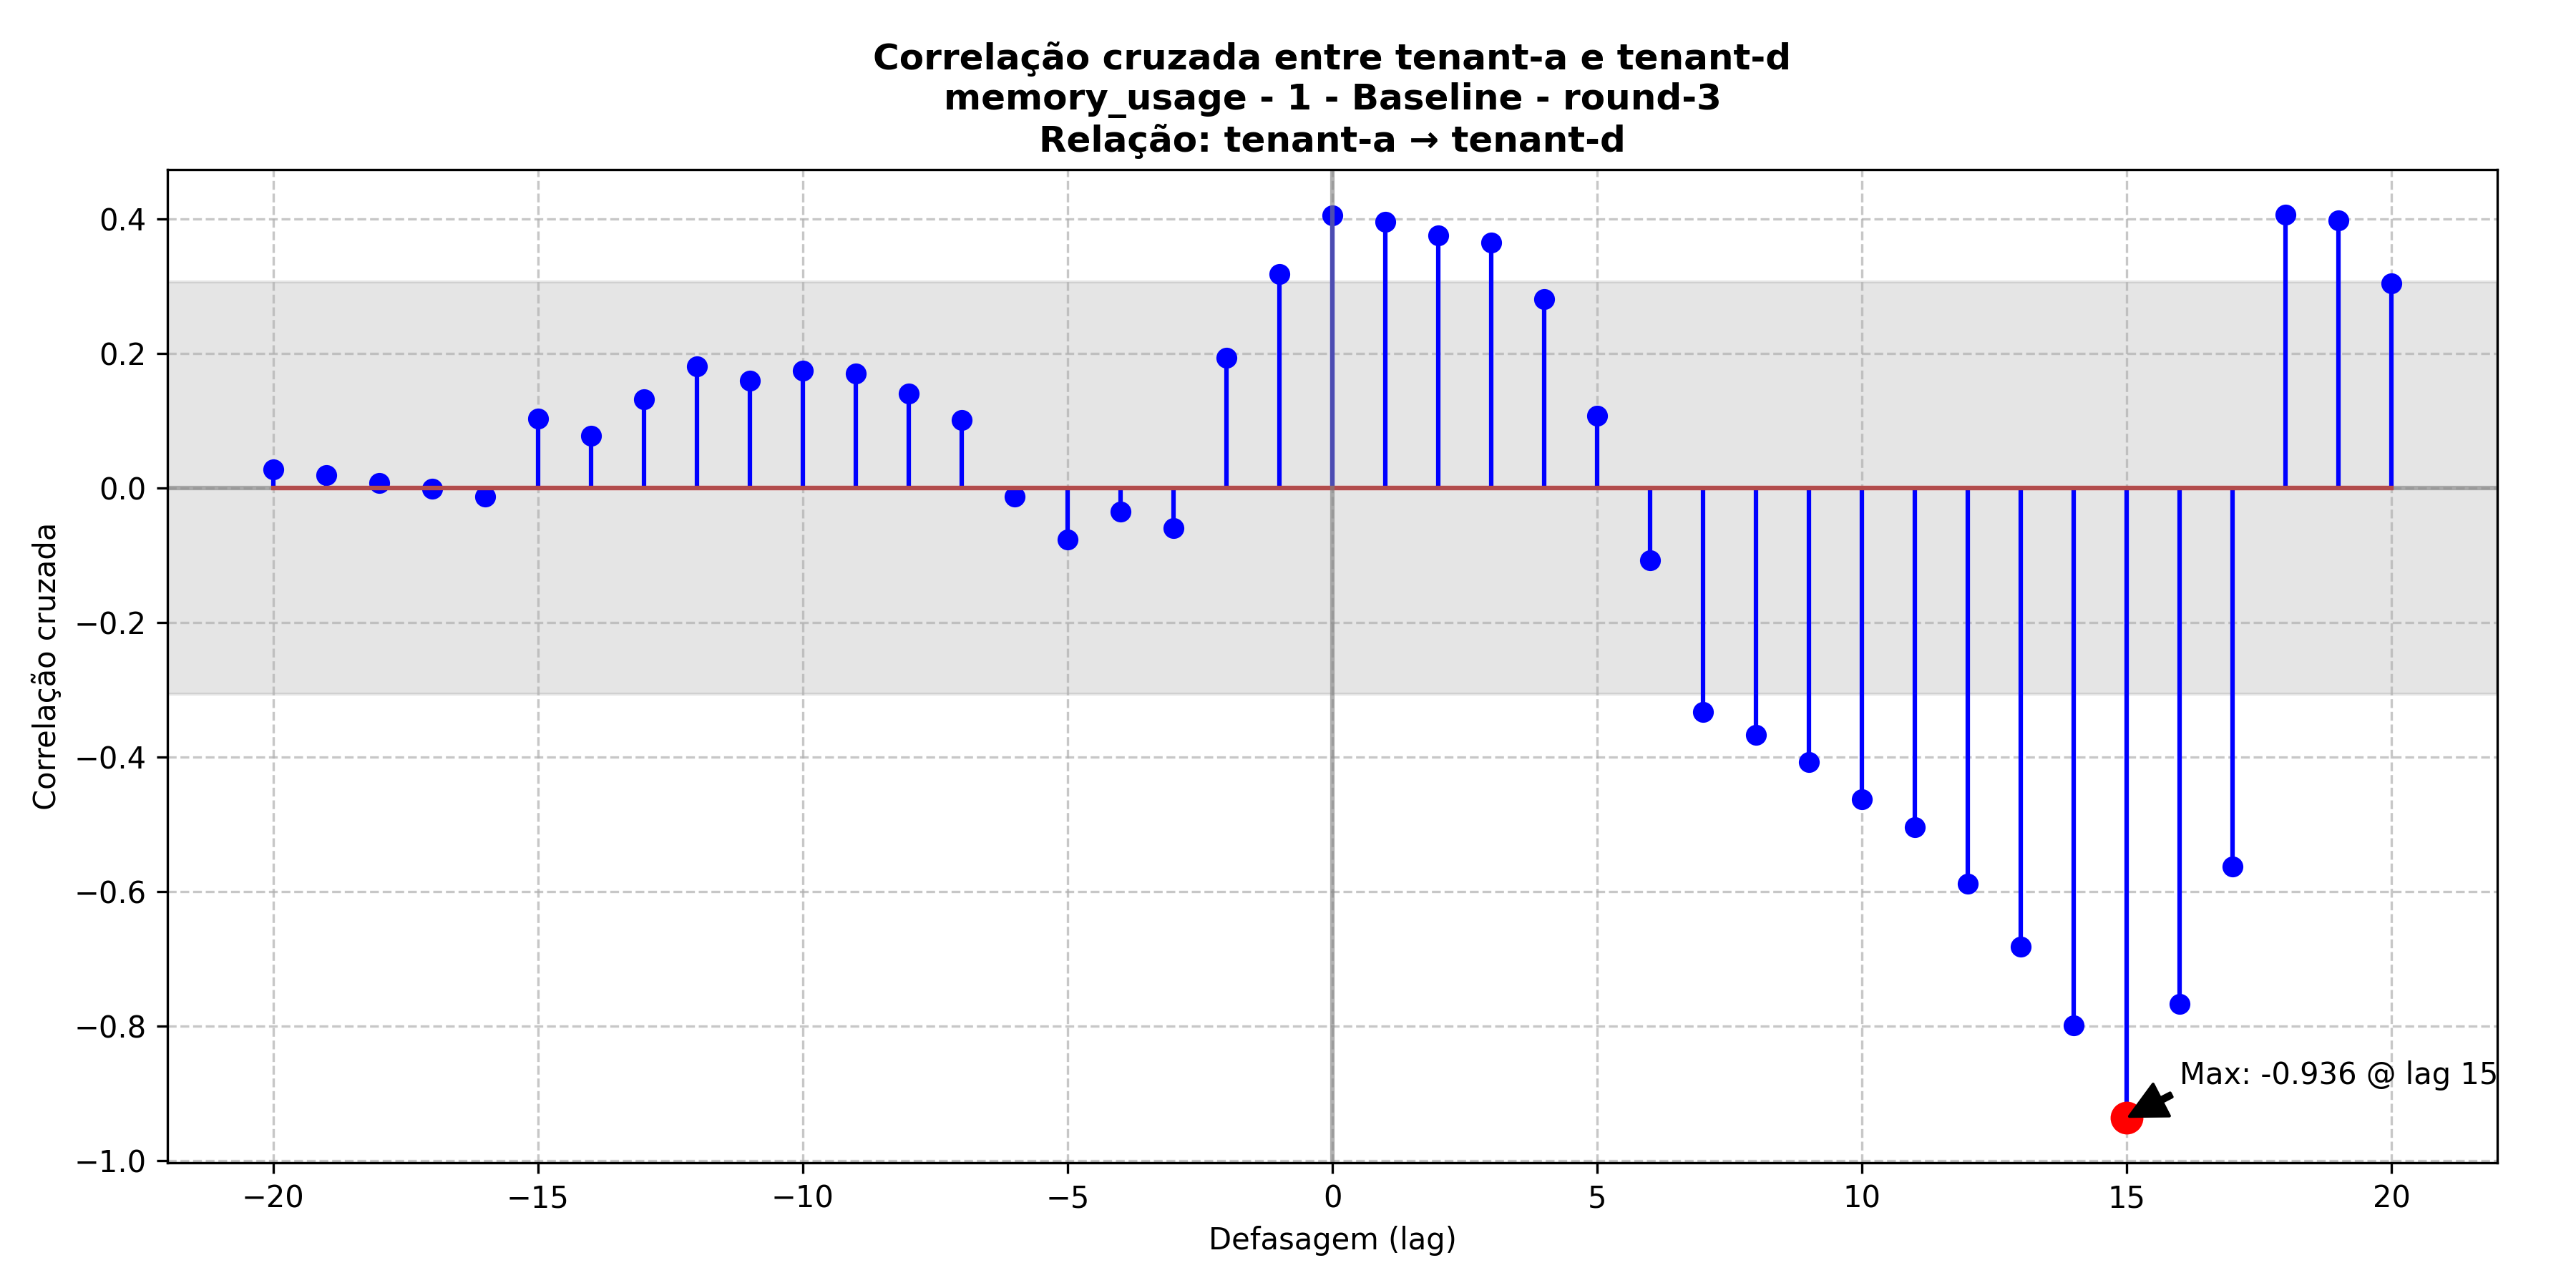 Correlação cruzada entre tenant-a e tenant-d
memory_usage - 1 - Baseline - round-3
Relação: tenant-a → tenant-d
Correlação cruzada
0.4
0.2
0.0
−0.2
−0.4
−0.6
−0.8
−1.0
Max: -0.936 @ lag 15
−20 −15 −10 −5 0 5 10 15 20
Defasagem (lag)